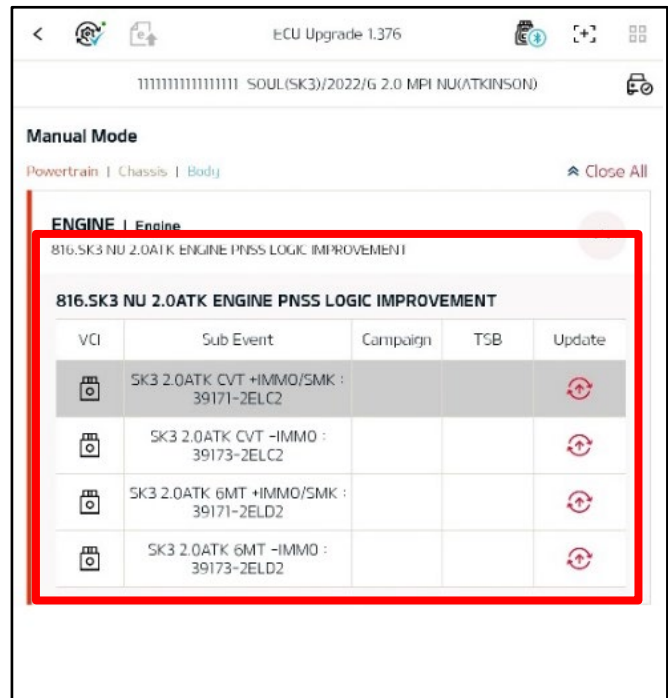 ECU Upgrade 1.376
1111111111111111 SOUL(SK3)/2022/G 2.0 MPI NU(ATKINSON)
Manual Mode
Powertrain | Chassis | Body
Close All
ENGINE | Engine
816.SK3 NU 2.0ATK ENGINE PNSS LOGIC IMPROVEMENT
816.SK3 NU 2.0ATK ENGINE PNSS LOGIC IMPROVEMENT
VCI Sub Event Campaign TSB Update
SK3 2.0ATK CVT +IMMO/SMK :
39171-2ELC2
SK3 2.0ATK CVT -IMMO :
39173-2ELC2
SK3 2.0ATK 6MT +IMMO/SMK :
39171-2ELD2
SK3 2.0ATK 6MT -IMMO :
39173-2ELD2